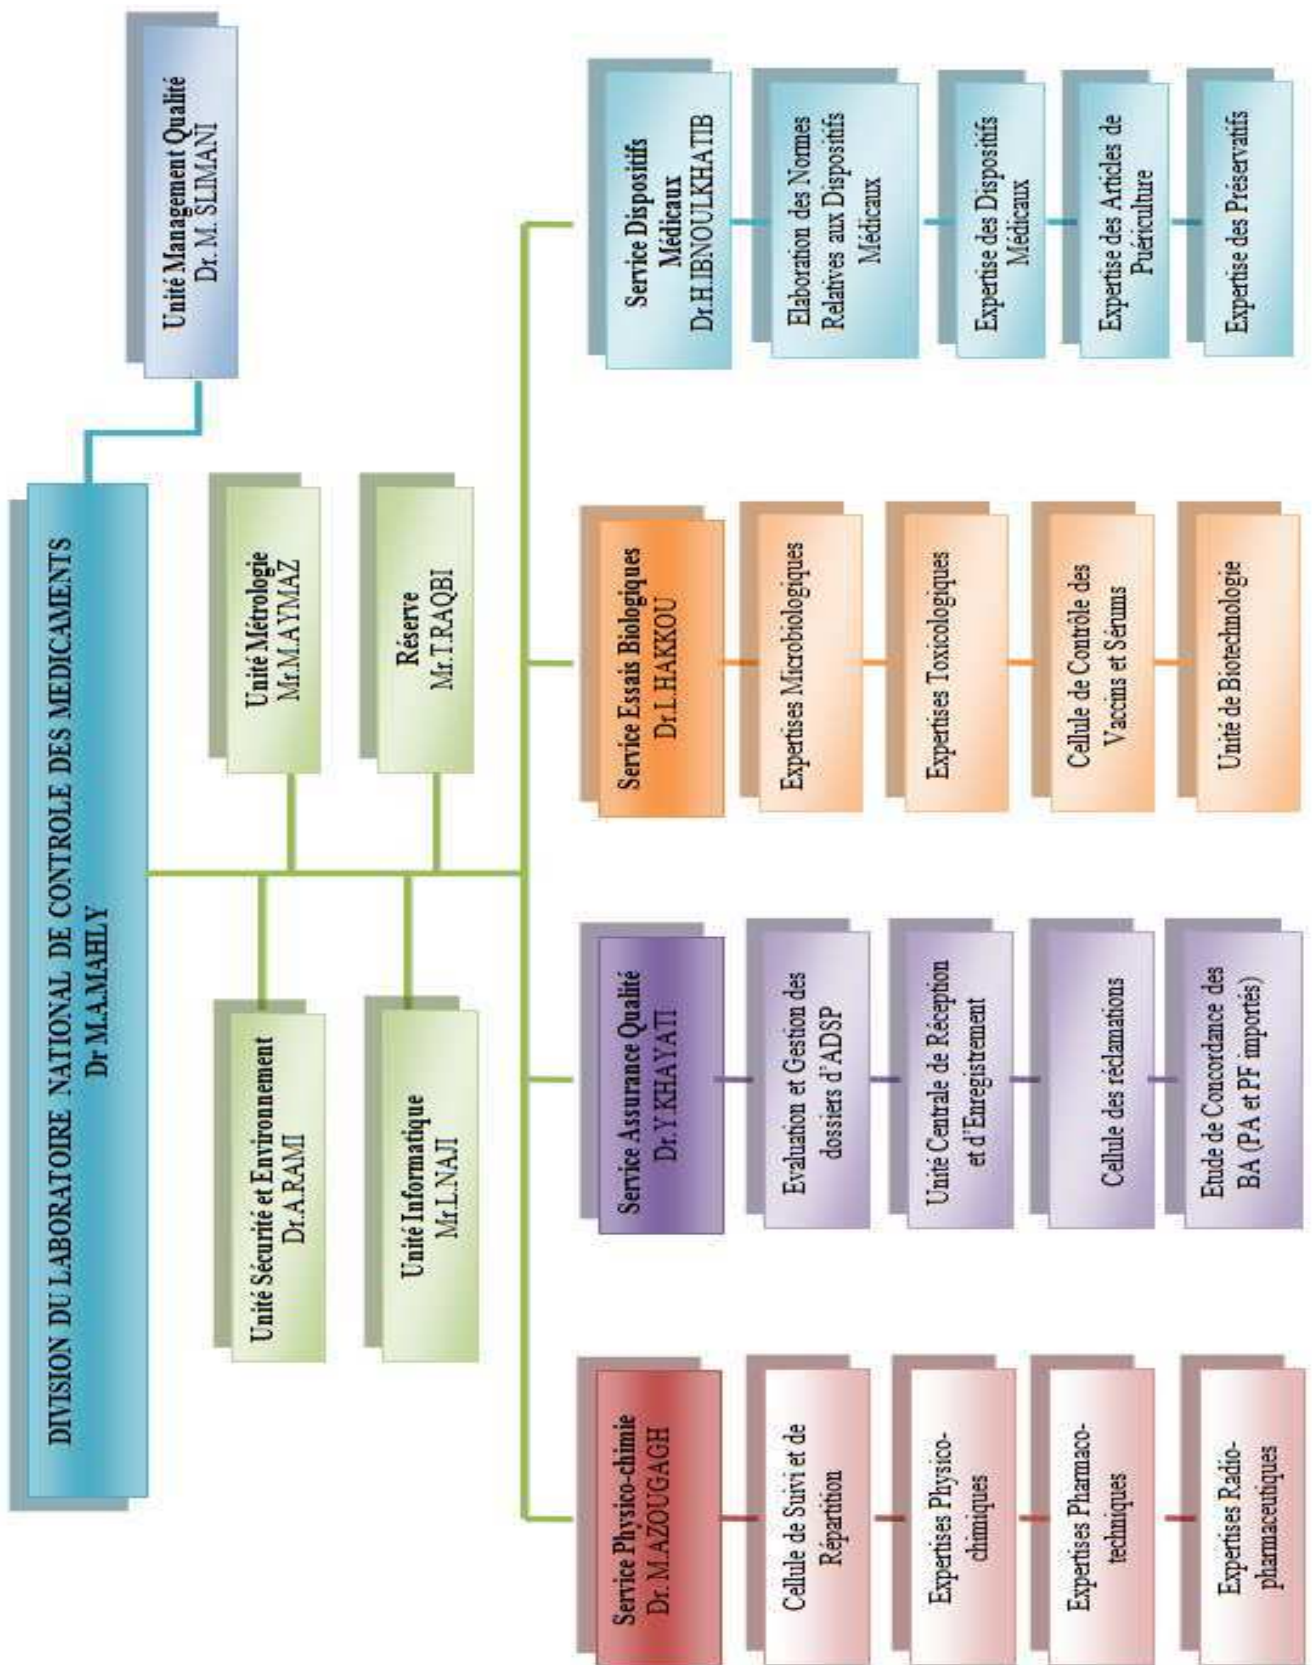 DIVISION DU LABORATOIRE NATIONAL DE CONTROLE DES MEDICAMENTS
Dr M.A.MAHLY
Unité Management Qualité
Dr. M. SLIMANI
Unité Sécurité et Environnement
Dr.A.RAMI
Unité Métrologie
Mr.M.AYMAZ
Unité Informatique
Mr.L.NAJI
Réserve
Mr.T.RAQBI
Service Physico-chimie
Dr. M.AZOUGAGH
Cellule de Suivi et de
Répartition
Expertises Physico-
chimiques
Expertises Pharmaco-
techniques
Expertises Radio-
pharmaceutiques
Service Assurance Qualité
Dr.Y.KHAYATI
Evaluation et Gestion des
dossiers d'ADSP
Unité Centrale de Réception
et d'Enregistrement
Cellule des réclamations
Etude de Concordance des
BA (PA et PF importés)
Service Essais Biologiques
Dr.L.HAKKOU
Expertises Microbiologiques
Expertises Toxicologiques
Cellule de Contrôle des
Vaccins et Sérums
Unité de Biotechnologie
Service Dispositifs
Médicaux
Dr.H.IBNOULKHATIB
Elaboration des Normes
Relatives aux Dispositifs
Médicaux
Expertise des Dispositifs
Médicaux
Expertise des Articles de
Puériculture
Expertise des Préservatifs